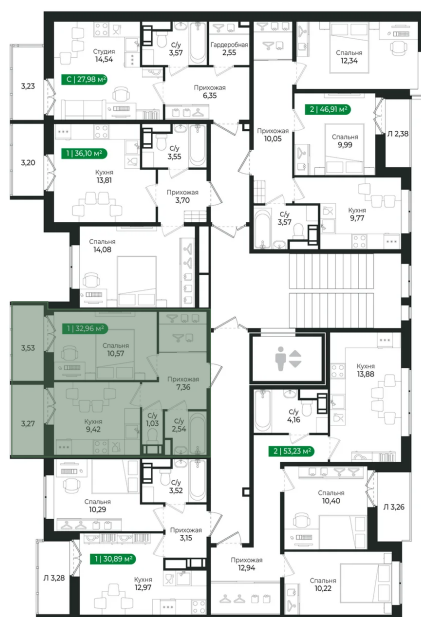 Студия
14,54
С/у
3,57
Гардеробная
2,55
Спальня
12,34
3,23
С | 27,98 м²
Прихожая
6,35
2 | 46,91 м²
Прихожая
10,05
Спальня
9,99
Л 2,38
1 | 36,10 м²
С/у
3,55
3,20
Кухня
13,81
Прихожая
3,70
С/у
3,57
Кухня
9,77
Спальня
14,08
1 | 32,96 м²
3,53
Спальня
10,57
Прихожая
7,36
Кухня
13,88
3,27
Кухня
9,42
С/у
1,03
С/у
2,54
С/у
4,16
2 | 53,23 м²
С/у
3,52
Спальня
10,29
Спальня
10,40
Л 3,26
Прихожая
3,15
1 | 30,89 м²
Л 3,28
Кухня
12,97
Прихожая
12,94
Спальня
10,22